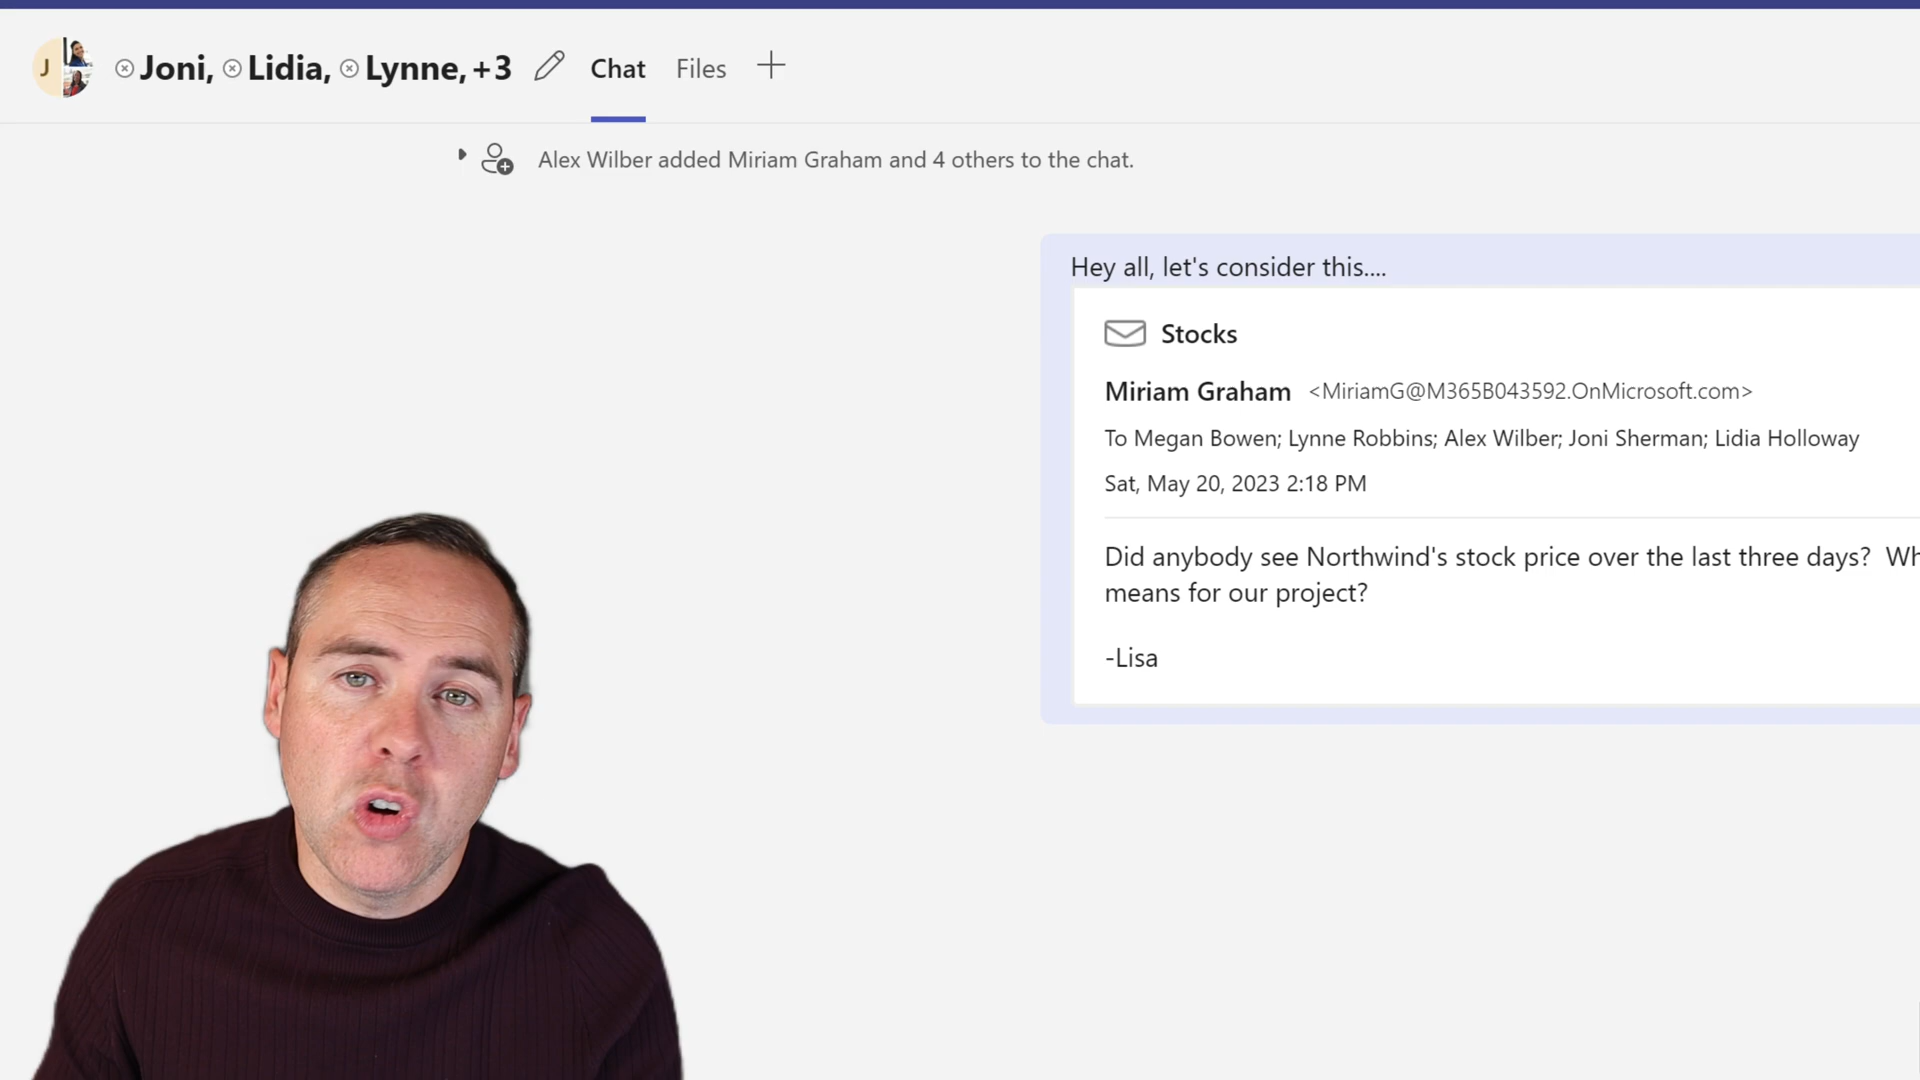 J
Joni, Lidia, Lynne, +3 Chat Files
Alex Wilber added Miriam Graham and 4 others to the chat.
Hey all, let's consider this....
Stocks
Miriam Graham <MiriamG@M365B043592.OnMicrosoft.com>
To Megan Bowen; Lynne Robbins; Alex Wilber; Joni Sherman; Lidia Holloway
Sat, May 20, 2023 2:18 PM
Did anybody see Northwind's stock price over the last three days?
means for our project?
-Lisa